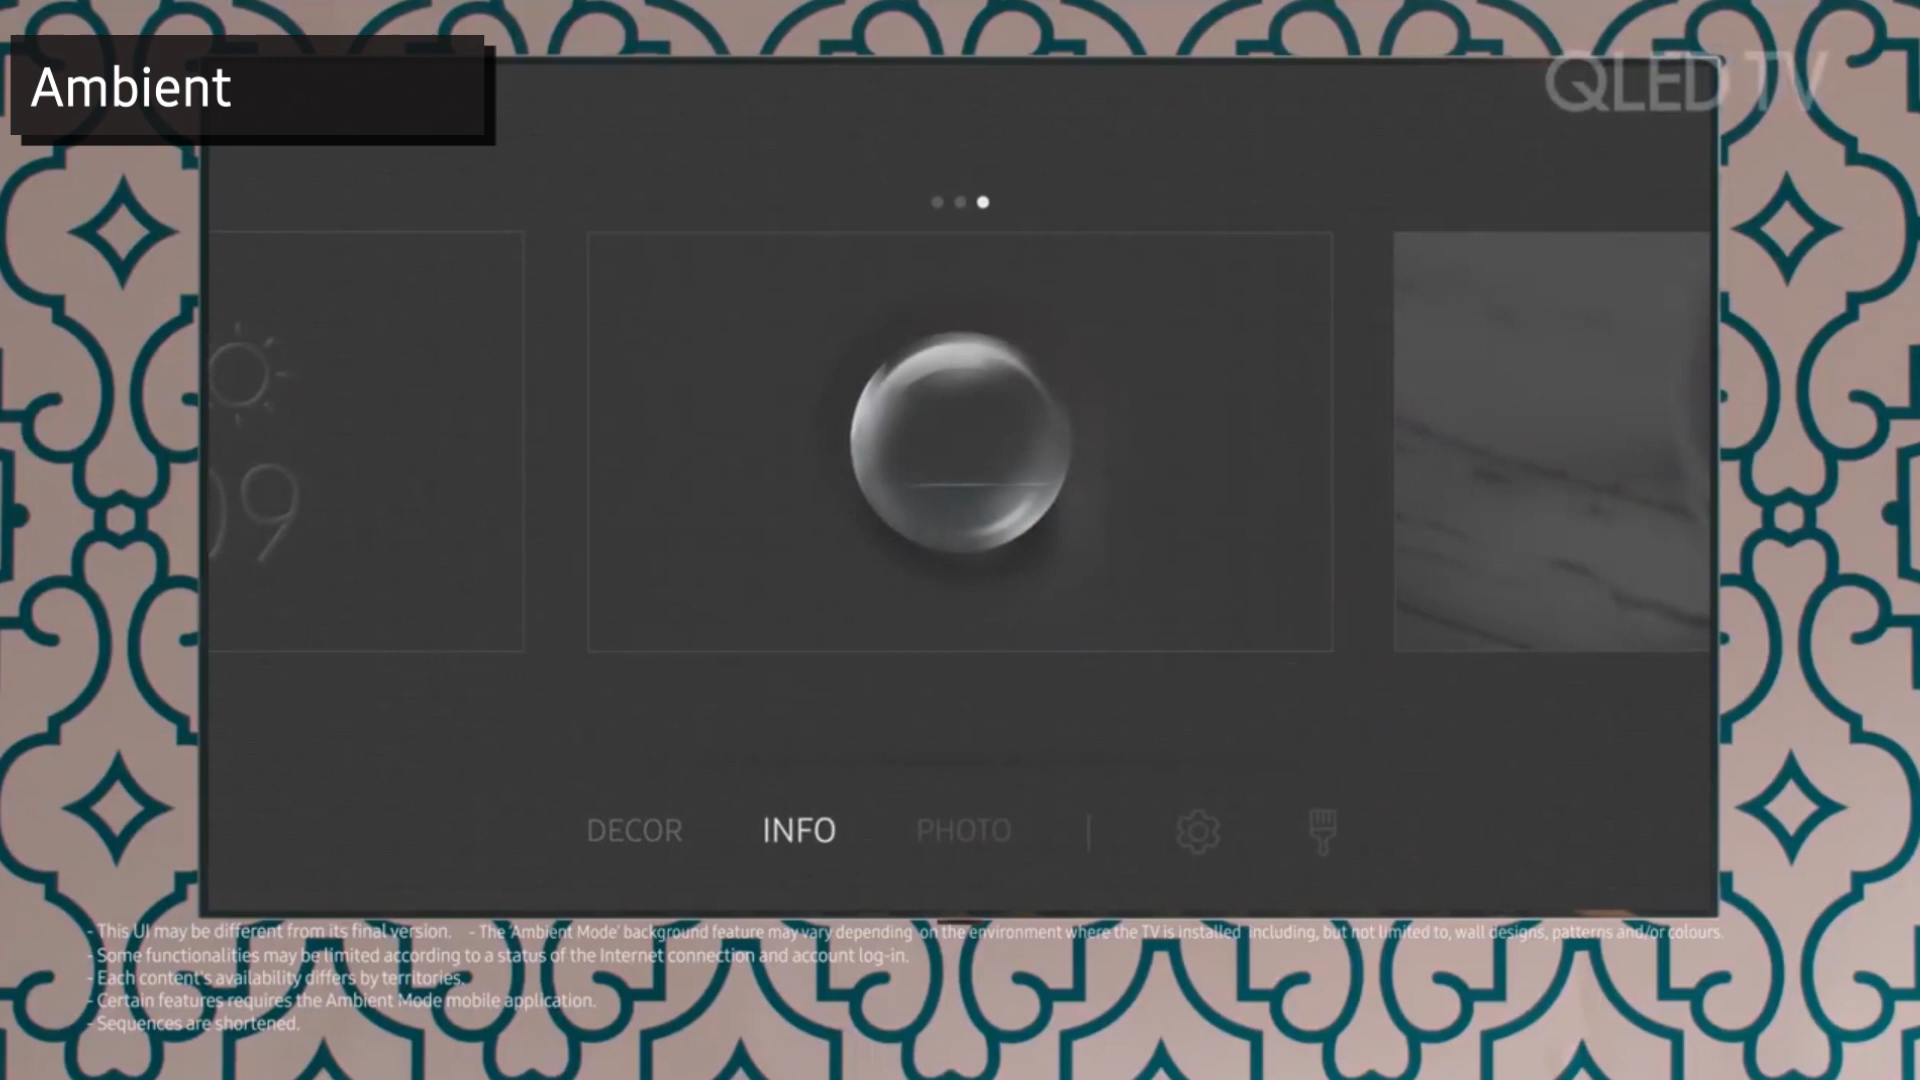 Ambient
QLED TV
09
DECOR INFO PHOTO
- This UI may be different from its final version. - The 'Ambient Mode' background feature may vary depending on the environment where the TV is installed including, but not limited to, wall designs, patterns and/or colours.
- Some functionalities may be limited according to a status of the Internet connection and account log-in.
- Each content's availability differs by territories.
- Certain features requires the Ambient Mode mobile application.
- Sequences are shortened.